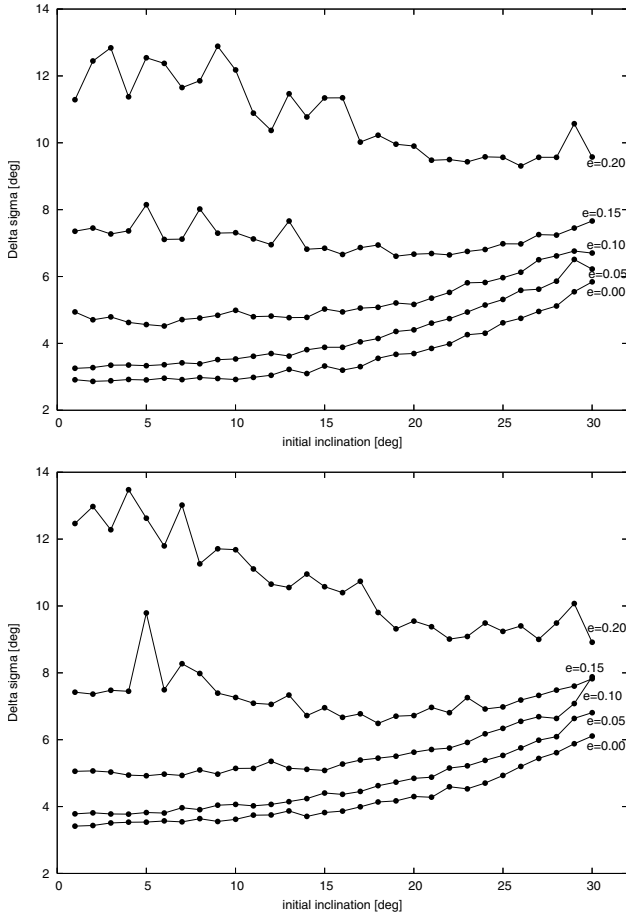 14
12
10
8
6
4
2
Delta sigma [deg]
e=0.20
e=0.15
e=0.10
e=0.05
e=0.00
0 5 10 15 20 25 30
initial inclination [deg]
14
12
10
8
6
4
2
Delta sigma [deg]
e=0.20
e=0.15
e=0.10
e=0.05
e=0.00
0 5 10 15 20 25 30
initial inclination [deg]